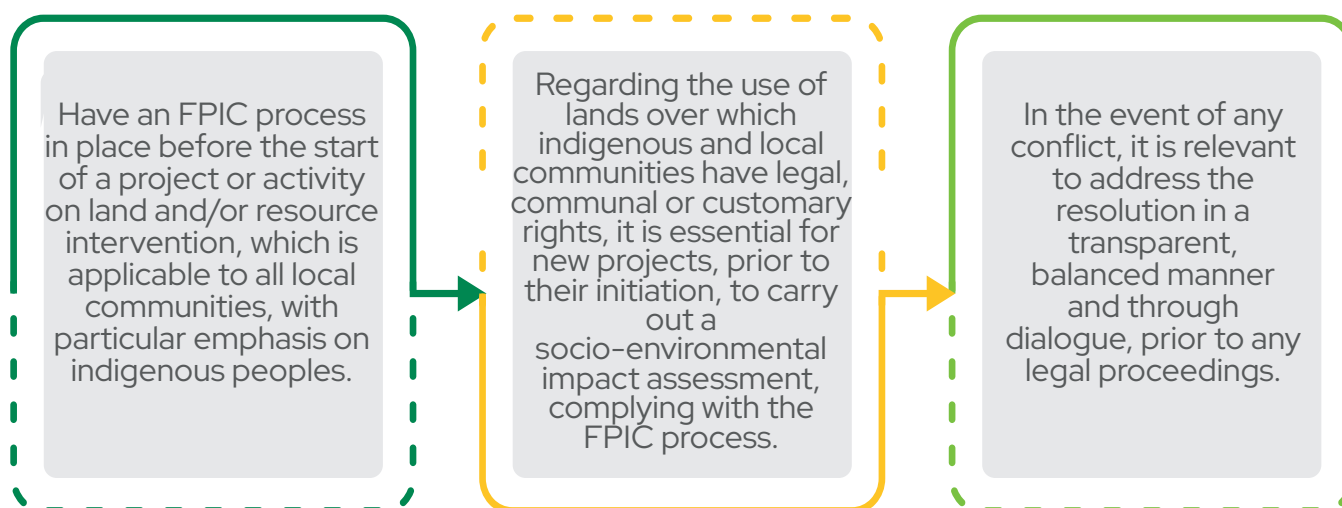 Have an FPIC process
in place before the start
of a project or activity
on land and/or resource
intervention, which is
applicable to all local
communities, with
particular emphasis on
indigenous peoples.
Regarding the use of
lands over which
indigenous and local
communities have legal,
communal or customary
rights, it is essential for
new projects, prior to
their initiation, to carry
out a
socio-environmental
impact assessment,
complying with the
FPIC process.
In the event of any
conflict, it is relevant
to address the
resolution in a
transparent,
balanced manner
and through
dialogue, prior to any
legal proceedings.